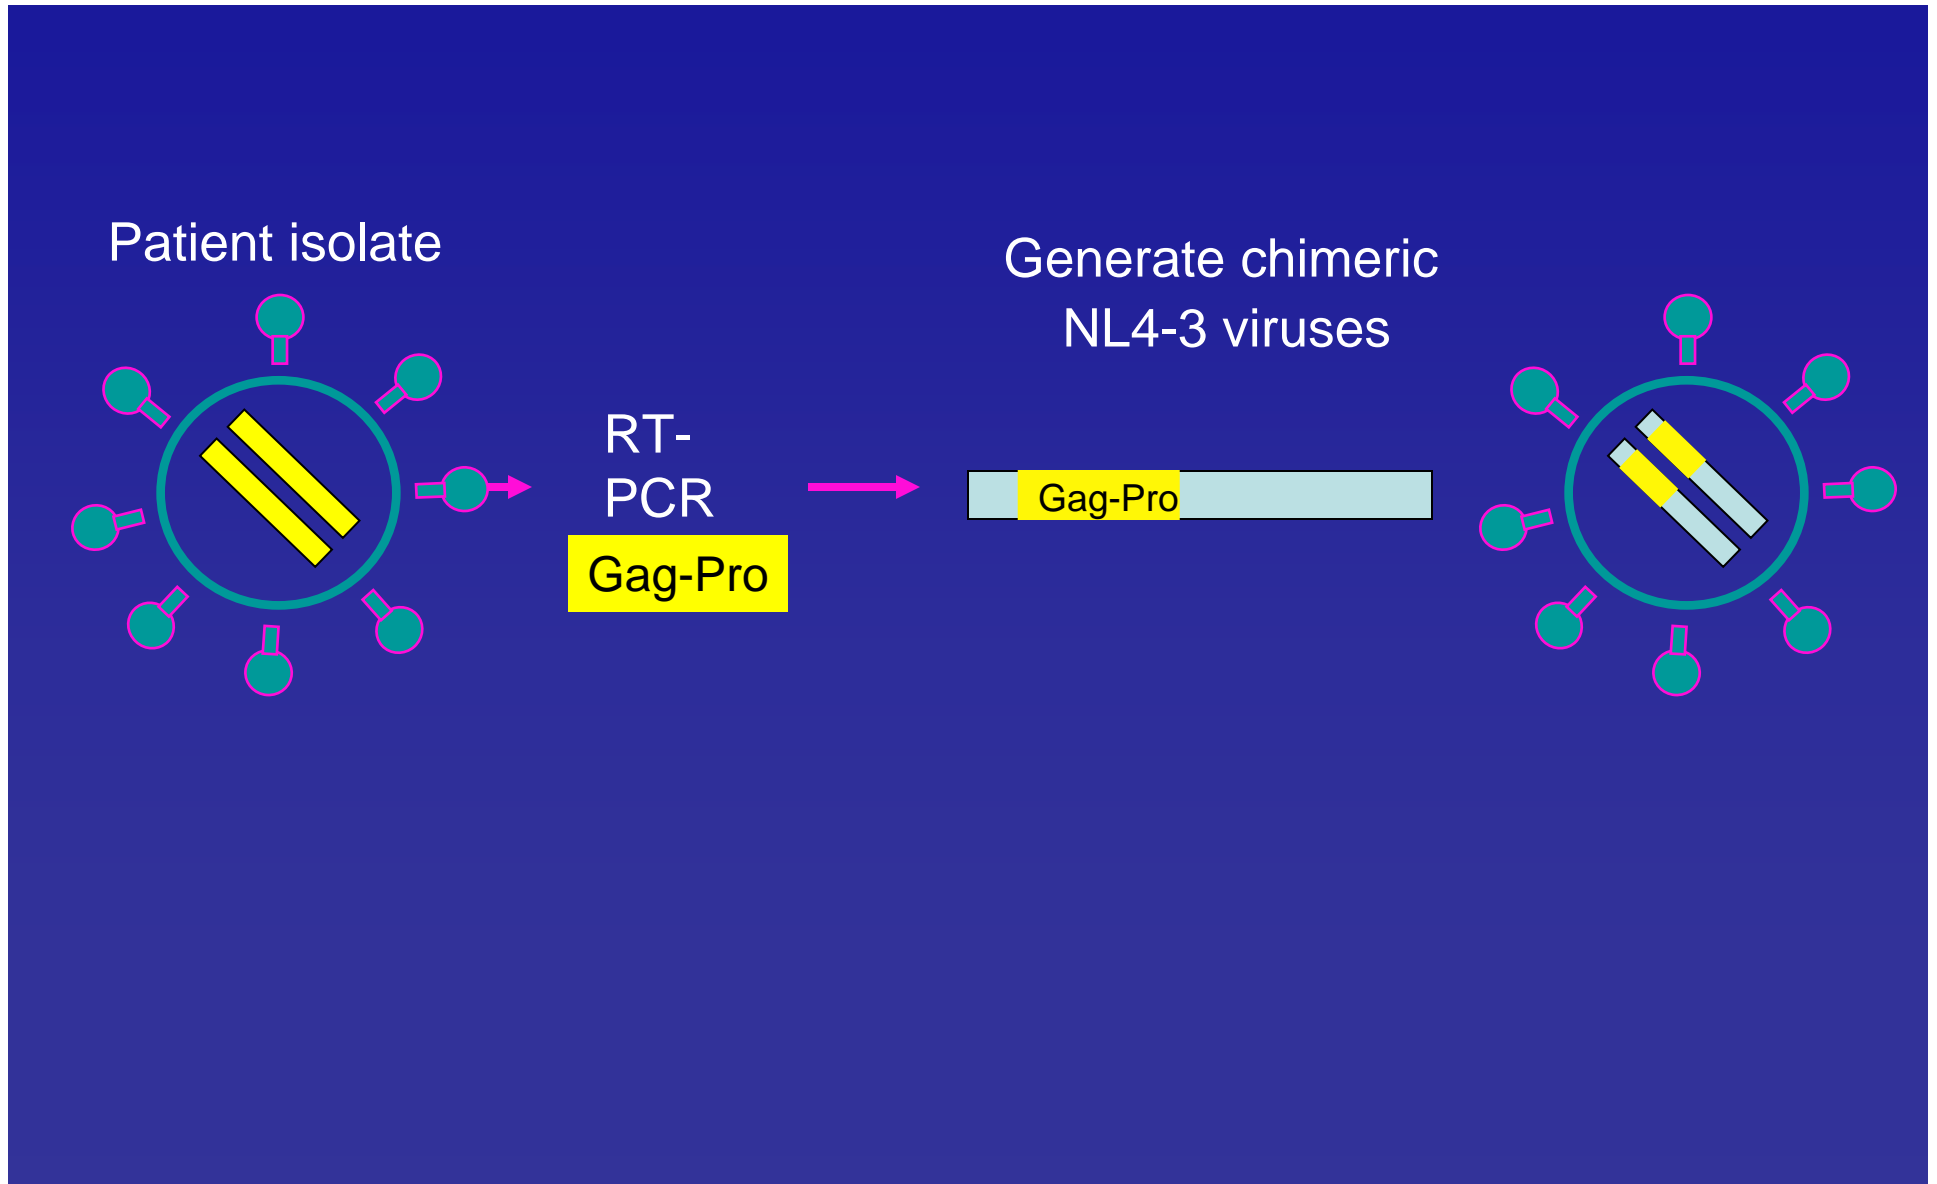 Patient isolate
RT-
PCR
Gag-Pro
Generate chimeric
NL4-3 viruses
Gag-Pro